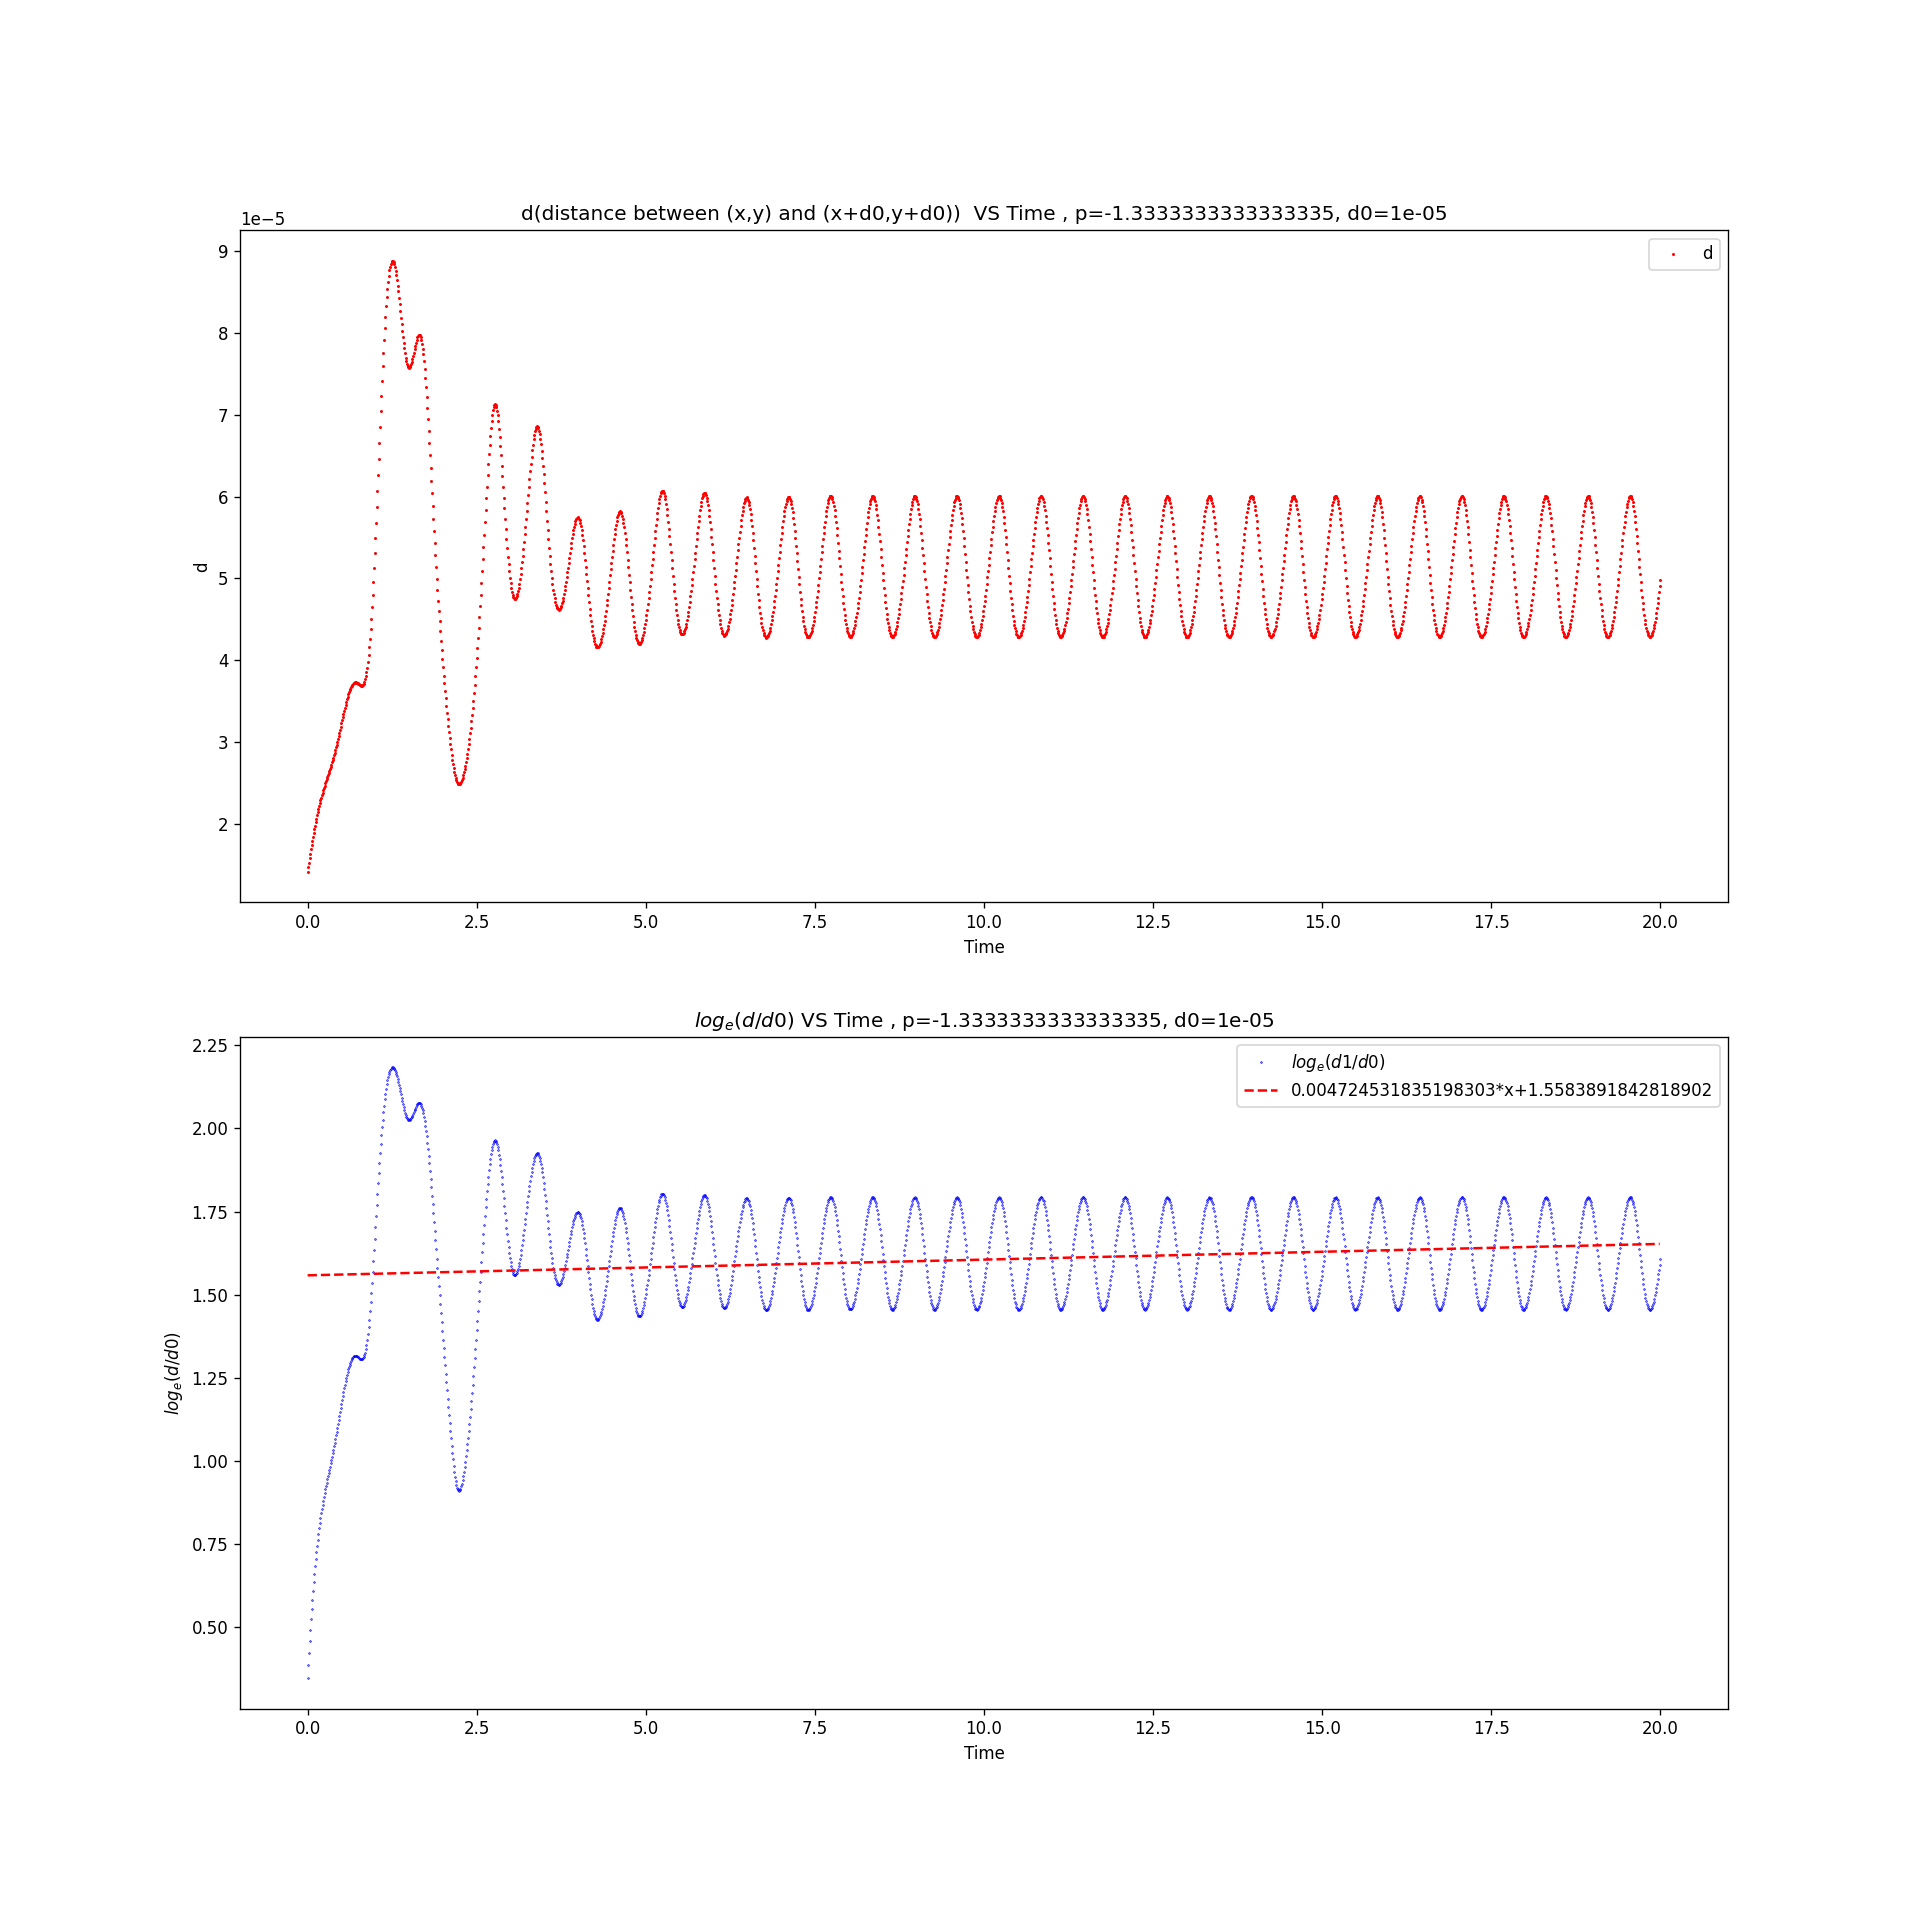 d(distance between (x,y) and (x+d0,y+d0))  VS Time , p=-1.3333333333333335, d0=1e-05
1e−5
d
9
8
7
6
5
4
3
2
d
0.0 2.5 5.0 7.5 10.0 12.5 15.0 17.5 20.0
Time
logₑ(d/d0) VS Time , p=-1.3333333333333335, d0=1e-05
logₑ(d1/d0)
0.004724531835198303*x+1.5583891842818902
2.25
2.00
1.75
1.50
1.25
1.00
0.75
0.50
logₑ(d/d0)
0.0 2.5 5.0 7.5 10.0 12.5 15.0 17.5 20.0
Time